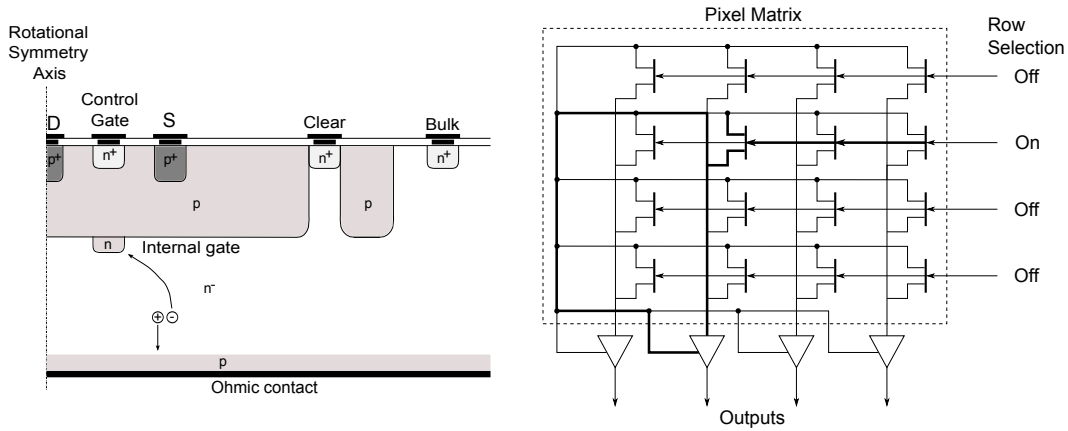 Rotational
Symmetry
Axis
D
Control
Gate
S
Clear
Bulk
p+
n+
p+
n+
n+
p
p
n
Internal gate
n-
+
-
p
Ohmic contact
Pixel Matrix
Row
Selection
Off
On
Off
Off
Outputs